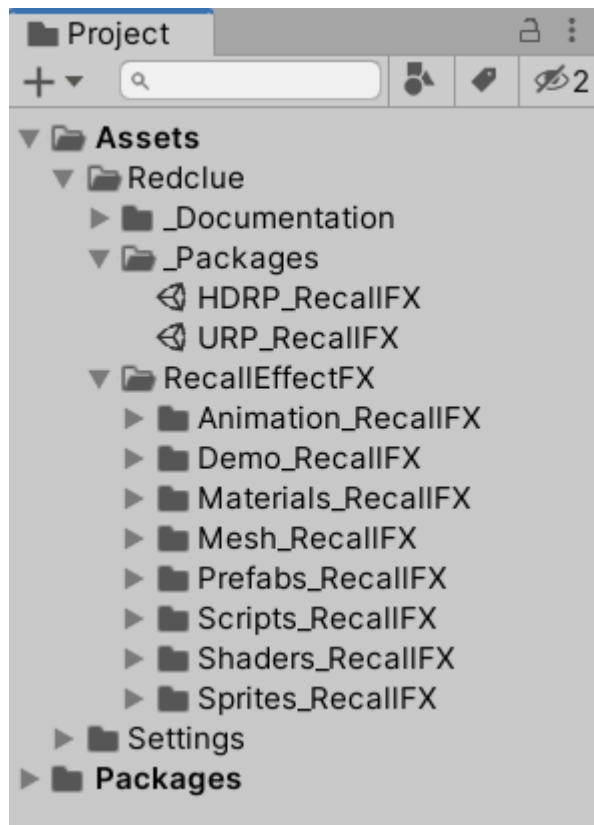 Project
2
Assets
Redclue
_Documentation
_Packages
HDRP_RecallFX
URP_RecallFX
RecallEffectFX
Animation_RecallFX
Demo_RecallFX
Materials_RecallFX
Mesh_RecallFX
Prefabs_RecallFX
Scripts_RecallFX
Shaders_RecallFX
Sprites_RecallFX
Settings
Packages